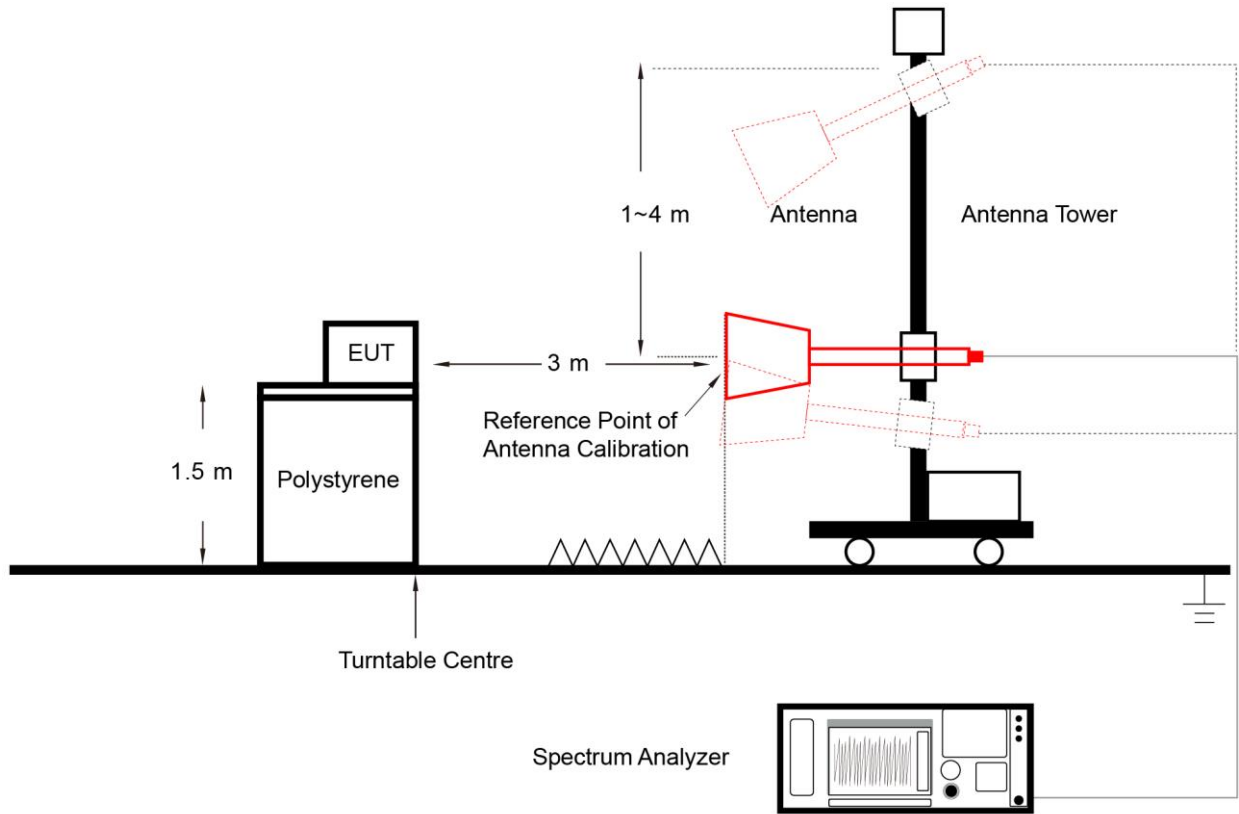 1~4 m
Antenna
Antenna Tower
EUT
3 m
Reference Point of
Antenna Calibration
1.5 m
Polystyrene
Turntable Centre
Spectrum Analyzer